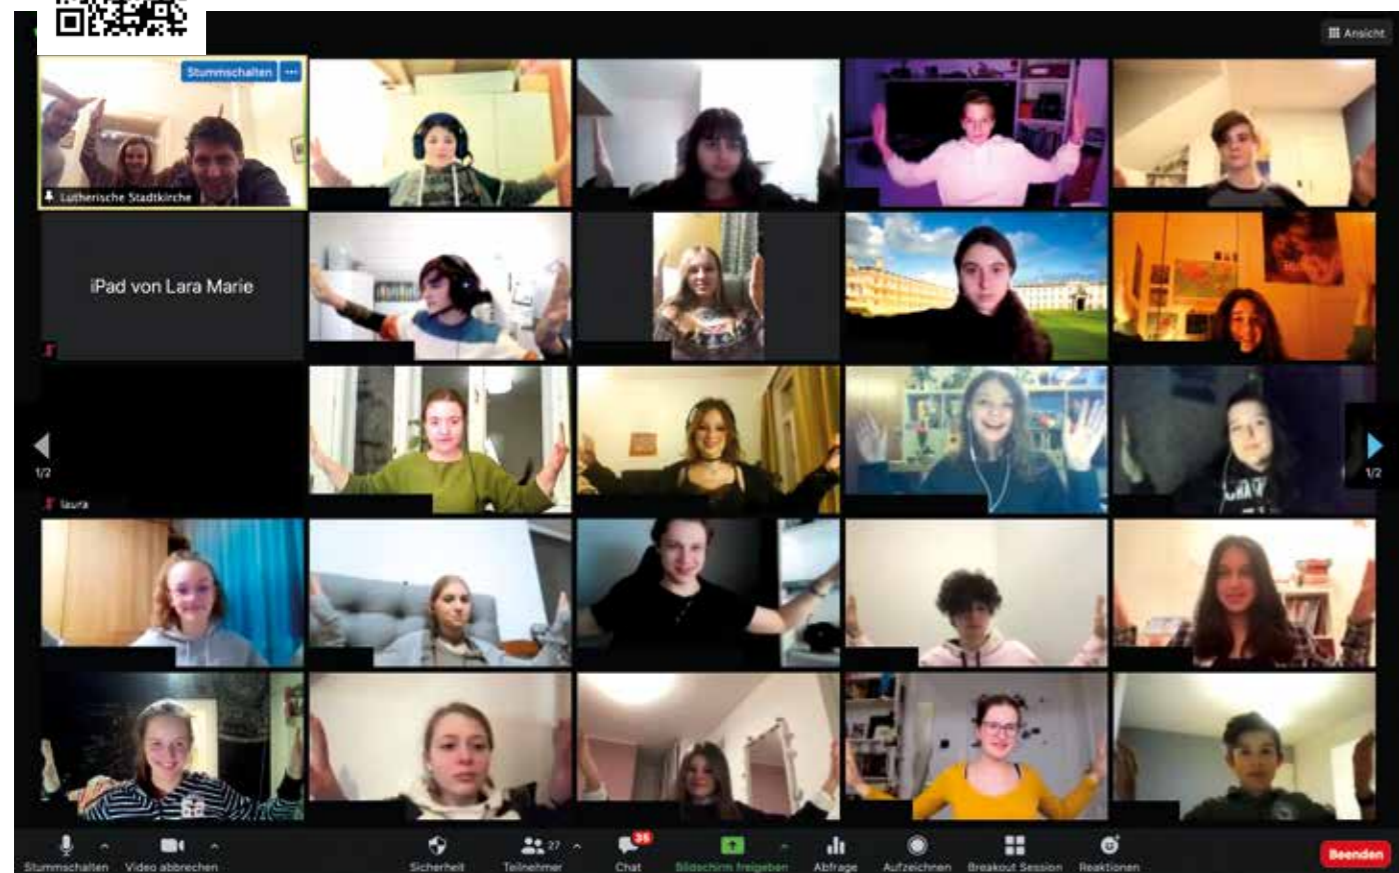 Ansicht
Stummschalten ...
Lutherische Stadtkirche
iPad von Lara Marie
1/2
1/2
laura
Stummschalten
Video abbrechen
Sicherheit
27
Teilnehmer
35
Chat
Bildschirm freigeben
Abfrage
Aufzeichnen
Breakout Session
Reaktionen
Beenden